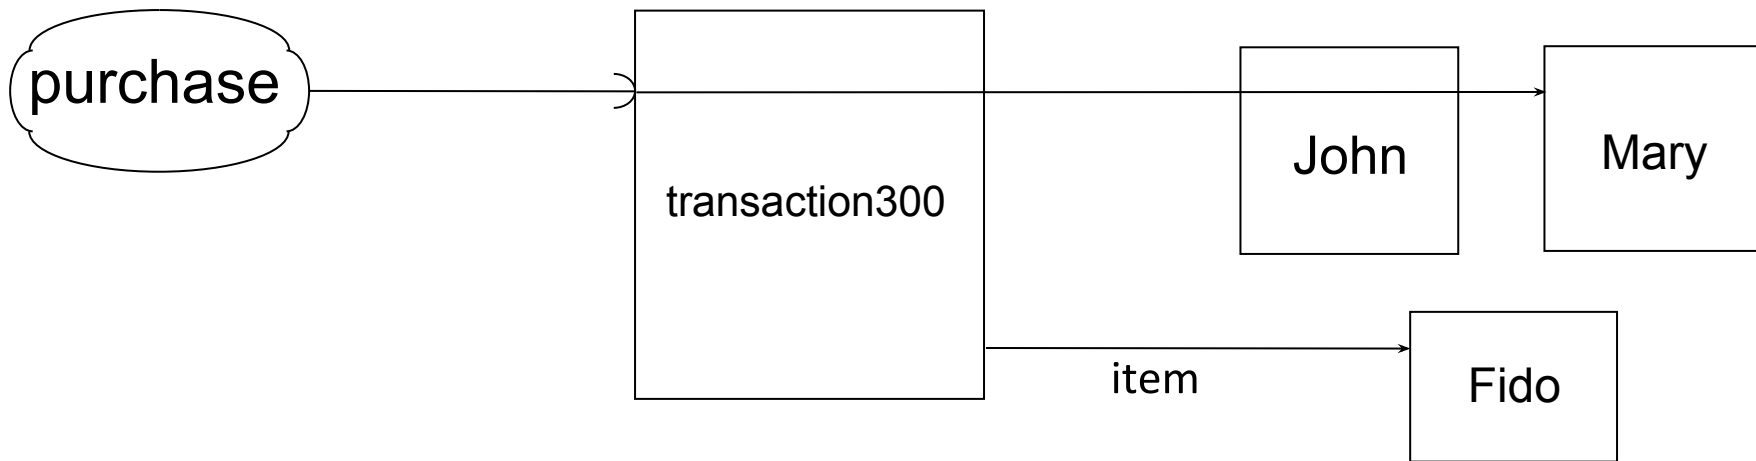 purchase
transaction300
John
Mary
item
Fido